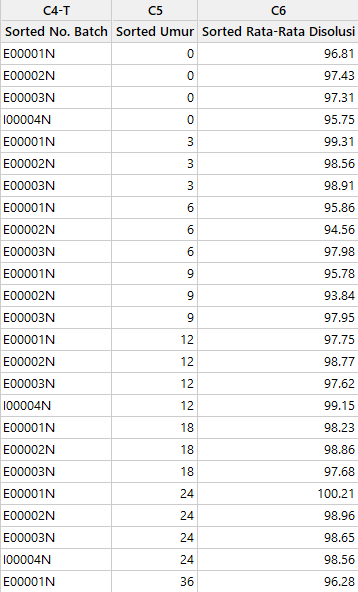 C4-T C5 C6
Sorted No. Batch Sorted Umur Sorted Rata-Rata Disolusi
E00001N 0 96.81
E00002N 0 97.43
E00003N 0 97.31
I00004N 0 95.75
E00001N 3 99.31
E00002N 3 98.56
E00003N 3 98.91
E00001N 6 95.86
E00002N 6 94.56
E00003N 6 97.98
E00001N 9 95.78
E00002N 9 93.84
E00003N 9 97.95
E00001N 12 97.75
E00002N 12 98.77
E00003N 12 97.62
I00004N 12 99.15
E00001N 18 98.23
E00002N 18 98.86
E00003N 18 97.68
E00001N 24 100.21
E00002N 24 98.96
E00003N 24 98.65
I00004N 24 98.56
E00001N 36 96.28